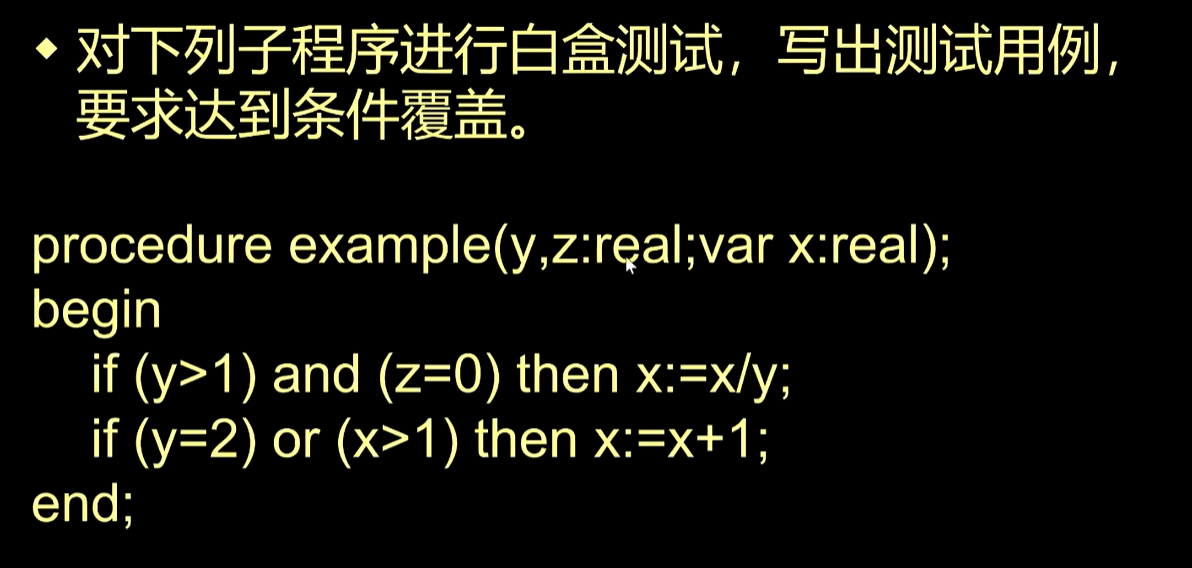 对下列子程序进行白盒测试，写出测试用例，
要求达到条件覆盖。
procedure example(y,z:real;var x:real);
begin
if (y>1) and (z=0) then x:=x/y;
if (y=2) or (x>1) then x:=x+1;
end;